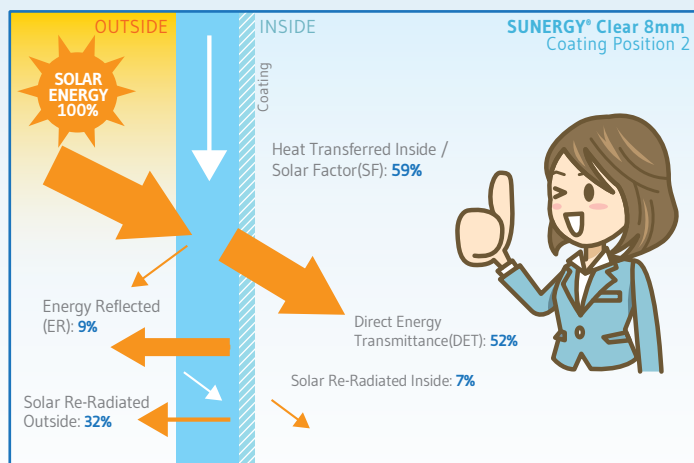 OUTSIDE
INSIDE
SUNERGY® Clear 8mm
Coating Position 2
SOLAR
ENERGY
100%
Coating
Heat Transferred Inside /
Solar Factor(SF): 59%
Energy Reflected
(ER): 9%
Direct Energy
Transmittance(DET): 52%
Solar Re-Radiated Inside: 7%
Solar Re-Radiated
Outside: 32%